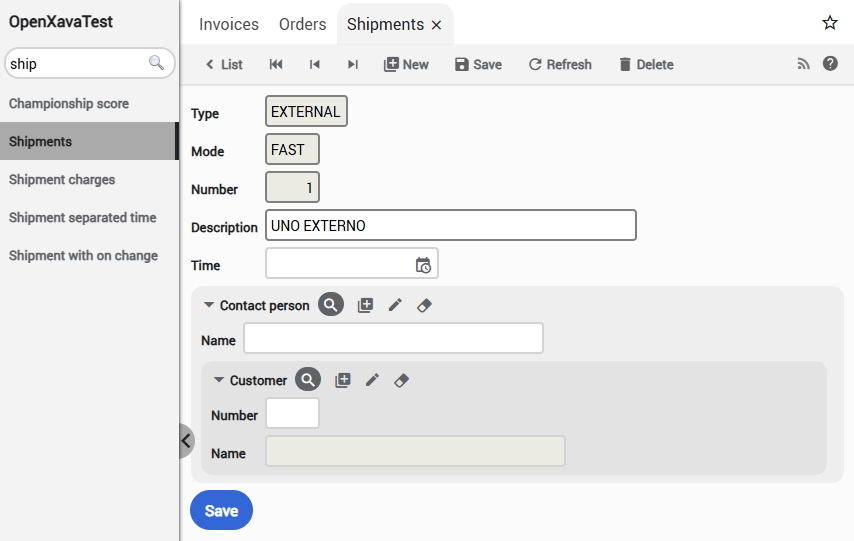 OpenXavaTest
ship
Championship score
Shipments
Shipment charges
Shipment separated time
Shipment with on change
Invoices Orders Shipments ×
List New Save Refresh Delete
Type EXTERNAL
Mode FAST
Number 1
Description UNO EXTERNO
Time
Contact person
Name
Customer
Number
Name
Save